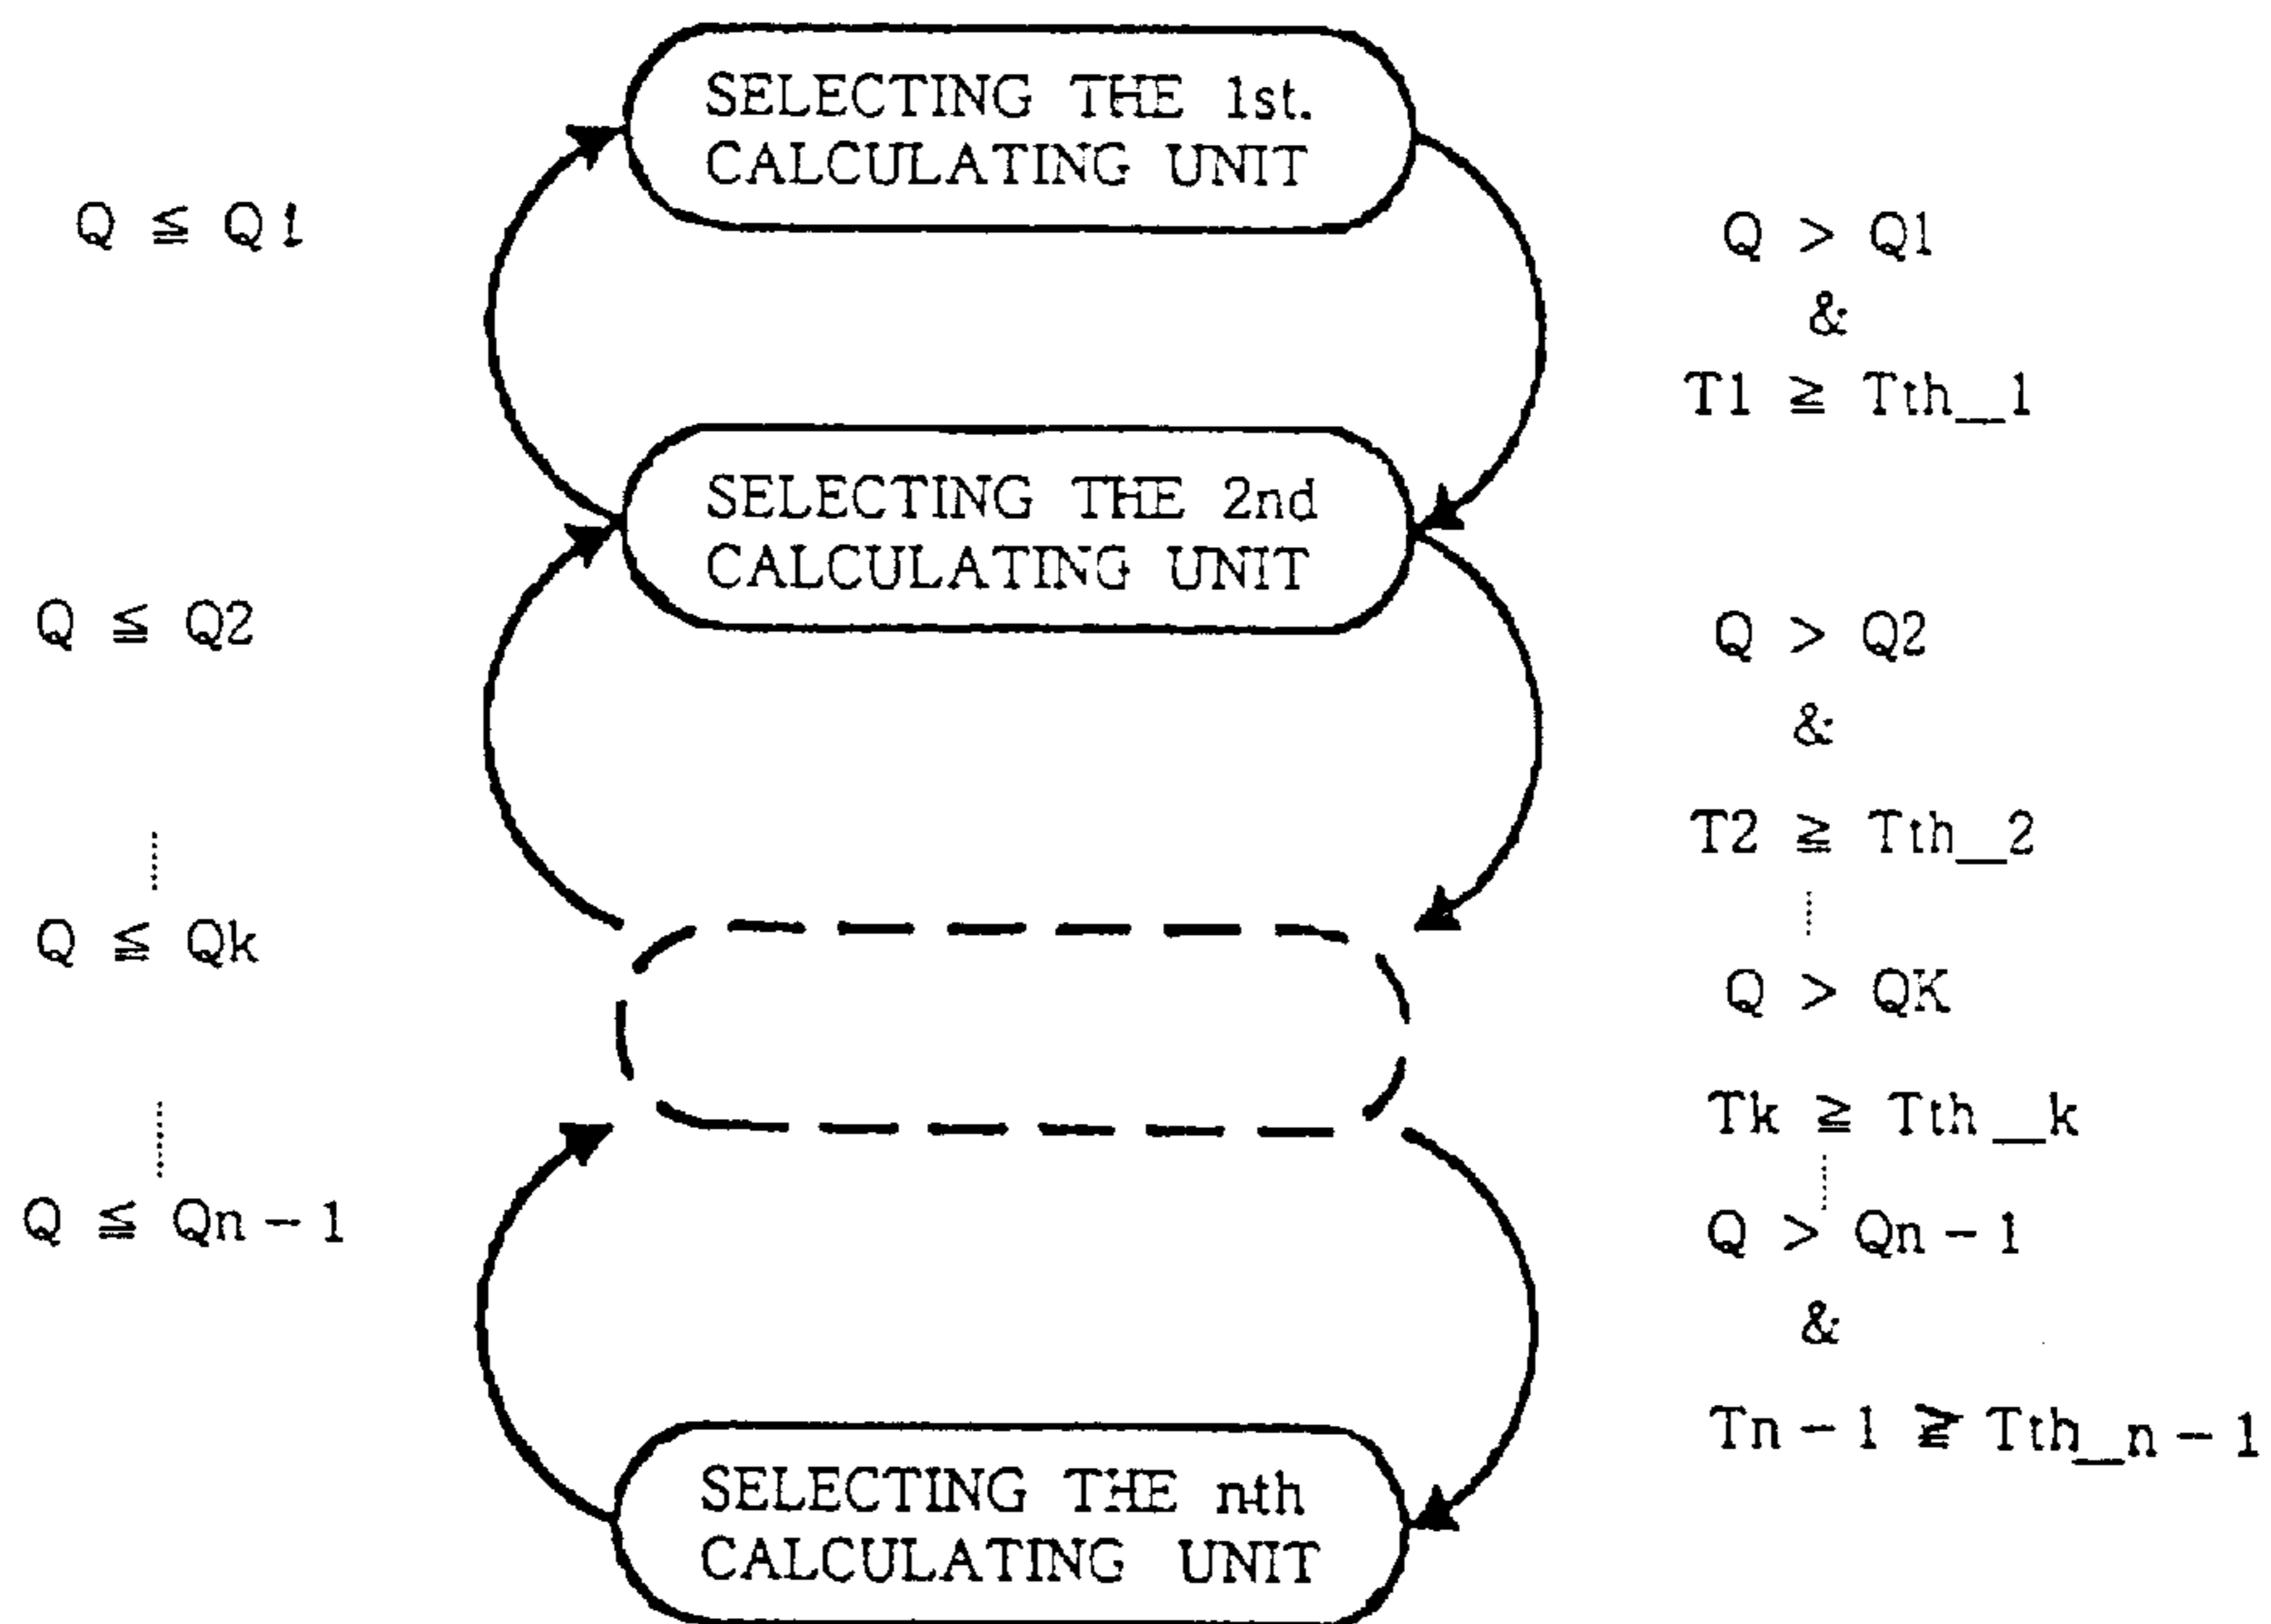 SELECTING THE 1st.
CALCULATING UNIT
Q ≦ Q1
Q > Q1
&
T1 ≧ Tth_1
SELECTING THE 2nd
CALCULATING UNIT
Q ≦ Q2
Q > Q2
&
T2 ≧ Tth_2
Q ≦ Qk
Q > QK
Tk ≧ Tth_k
Q ≦ Qn-1
Q > Qn-1
&
Tn-1 ≧ Tth_n-1
SELECTING THE nth
CALCULATING UNIT